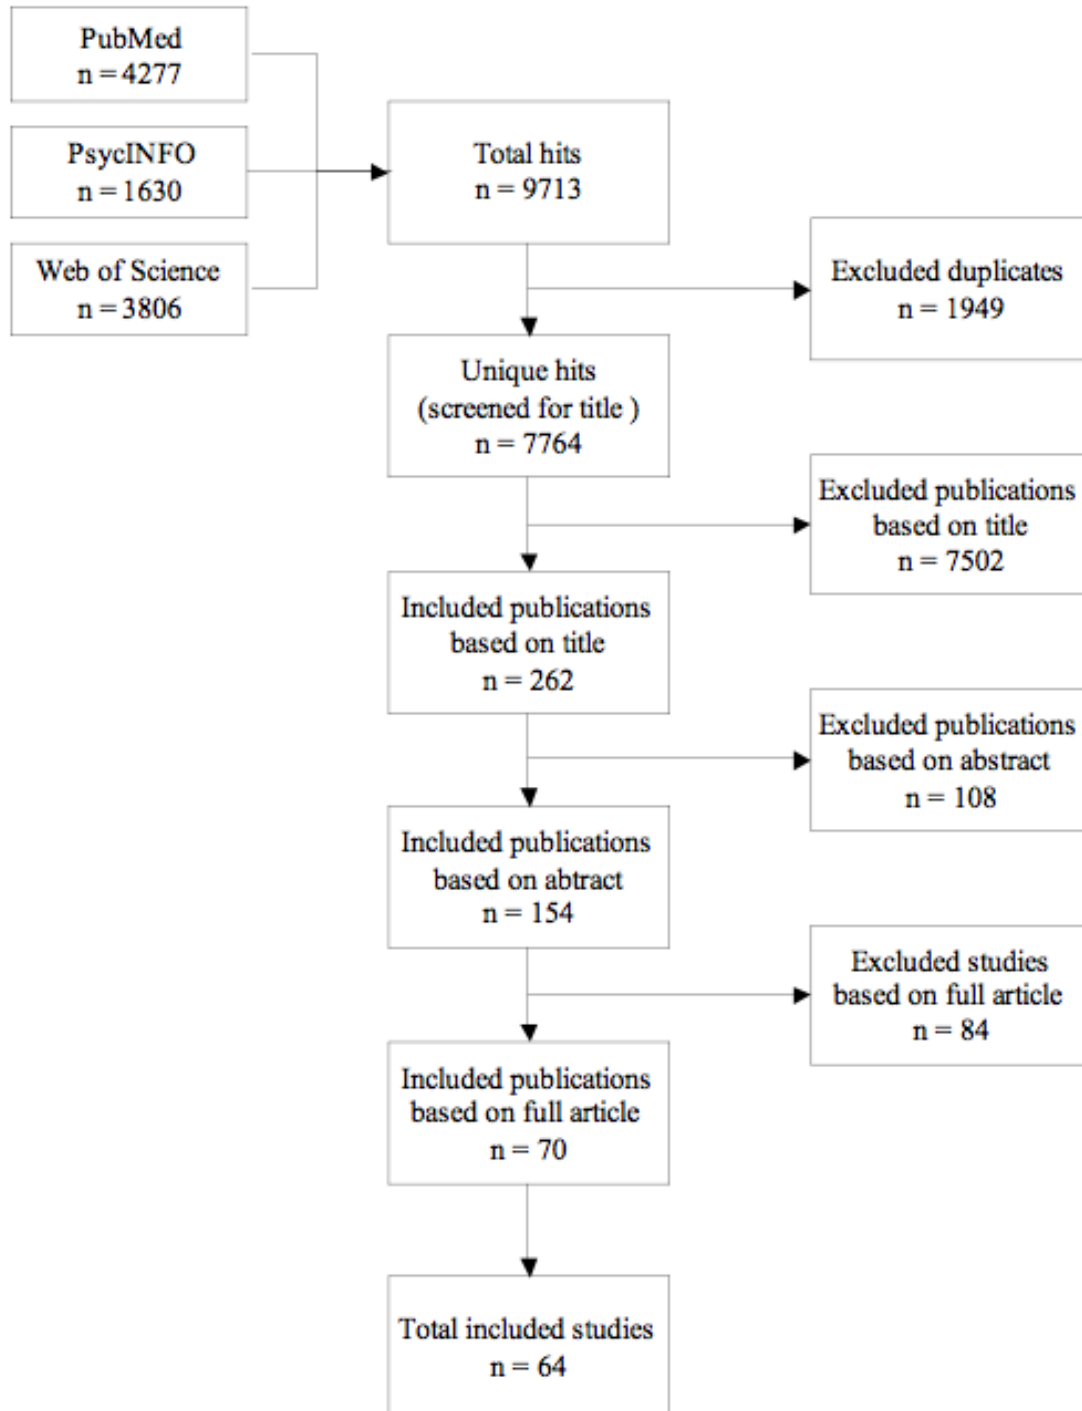 PubMed
n = 4277
PsycINFO
n = 1630
Web of Science
n = 3806
Total hits
n = 9713
Excluded duplicates
n = 1949
Unique hits
(screened for title )
n = 7764
Excluded publications
based on title
n = 7502
Included publications
based on title
n = 262
Excluded publications
based on abstract
n = 108
Included publications
based on abtract
n = 154
Excluded studies
based on full article
n = 84
Included publications
based on full article
n = 70
Total included studies
n = 64